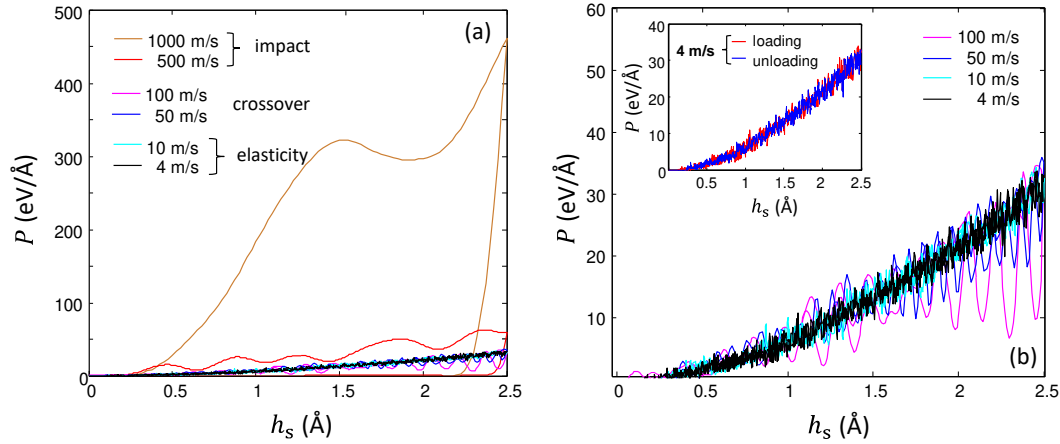 (a)
1000 m/s
500 m/s
impact
100 m/s
50 m/s
crossover
10 m/s
4 m/s
elasticity
500
400
300
200
100
0
P (eV/Å)
0 0.5 1 1.5 2 2.5
hₛ (Å)
60
50
40
30
20
10
P (eV/Å)
0 0.5 1 1.5 2 2.5
hₛ (Å)
(b)
100 m/s
50 m/s
10 m/s
4 m/s
4 m/s
loading
unloading
40
30
20
10
0
P (eV/Å)
0.5 1 1.5 2 2.5
hₛ (Å)